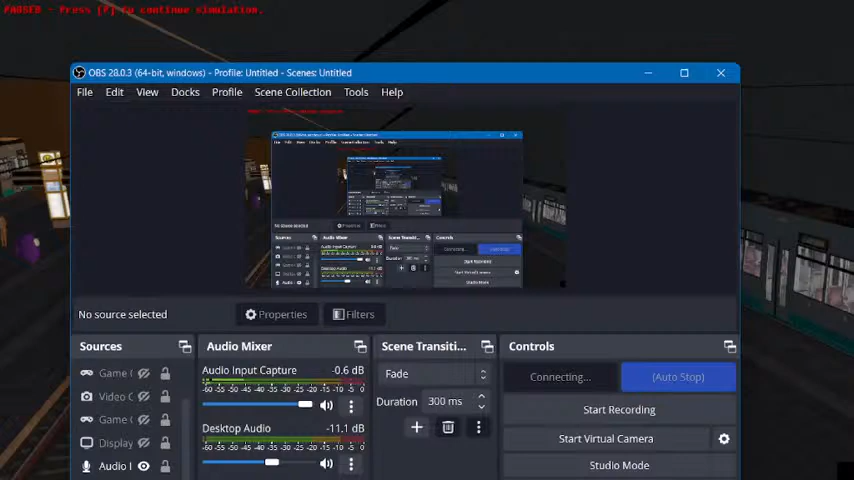 PAUSED - Press [P] to continue simulation.
OBS 28.0.3 (64-bit, windows) - Profile: Untitled - Scenes: Untitled
File Edit View Docks Profile Scene Collection Tools Help
No source selected
Properties
Filters
Sources
Game C
Video C
Game C
Display
Audio I
Audio Mixer
Audio Input Capture -0.6 dB
-60 -55 -50 -45 -40 -35 -30 -25 -20 -15 -10 -5 0
Desktop Audio -11.1 dB
-60 -55 -50 -45 -40 -35 -30 -25 -20 -15 -10 -5 0
Scene Transiti...
Fade
Duration 300 ms
Controls
Connecting...
(Auto Stop)
Start Recording
Start Virtual Camera
Studio Mode